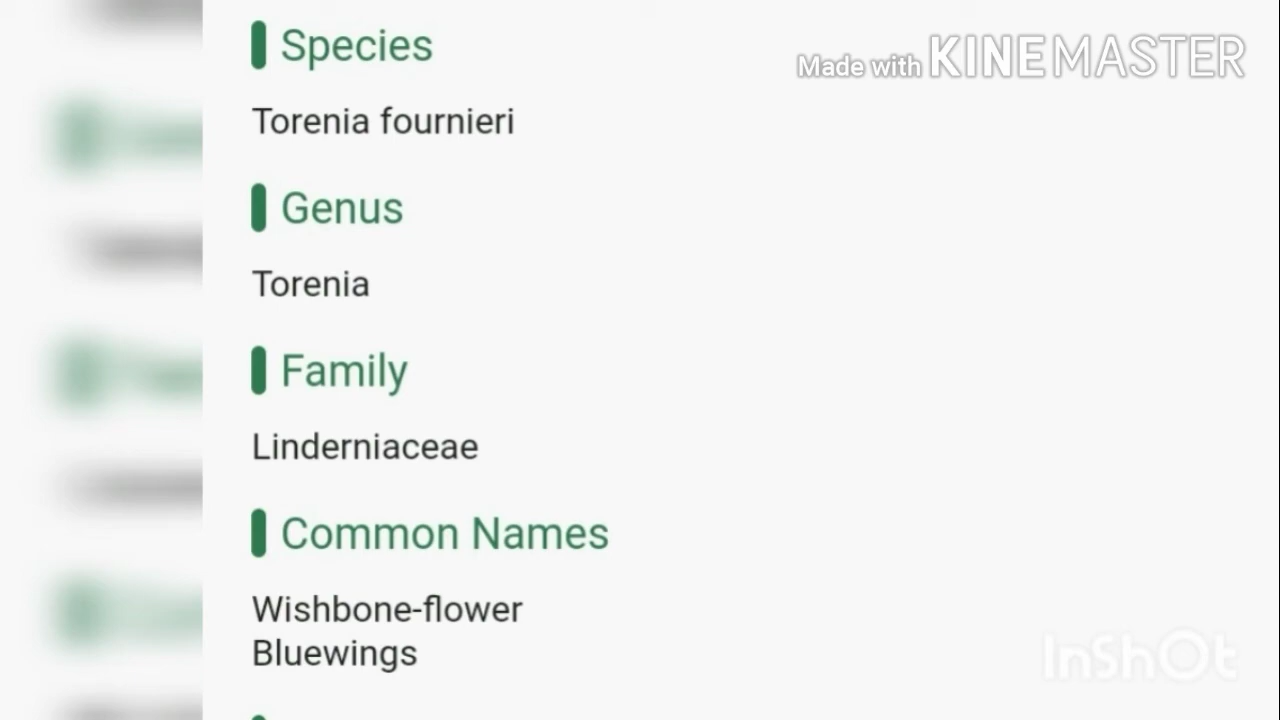 Species
Made with KINEMASTER
Torenia fournieri
Genus
Torenia
Family
Linderniaceae
Common Names
Wishbone-flower
Bluewings
InShOt